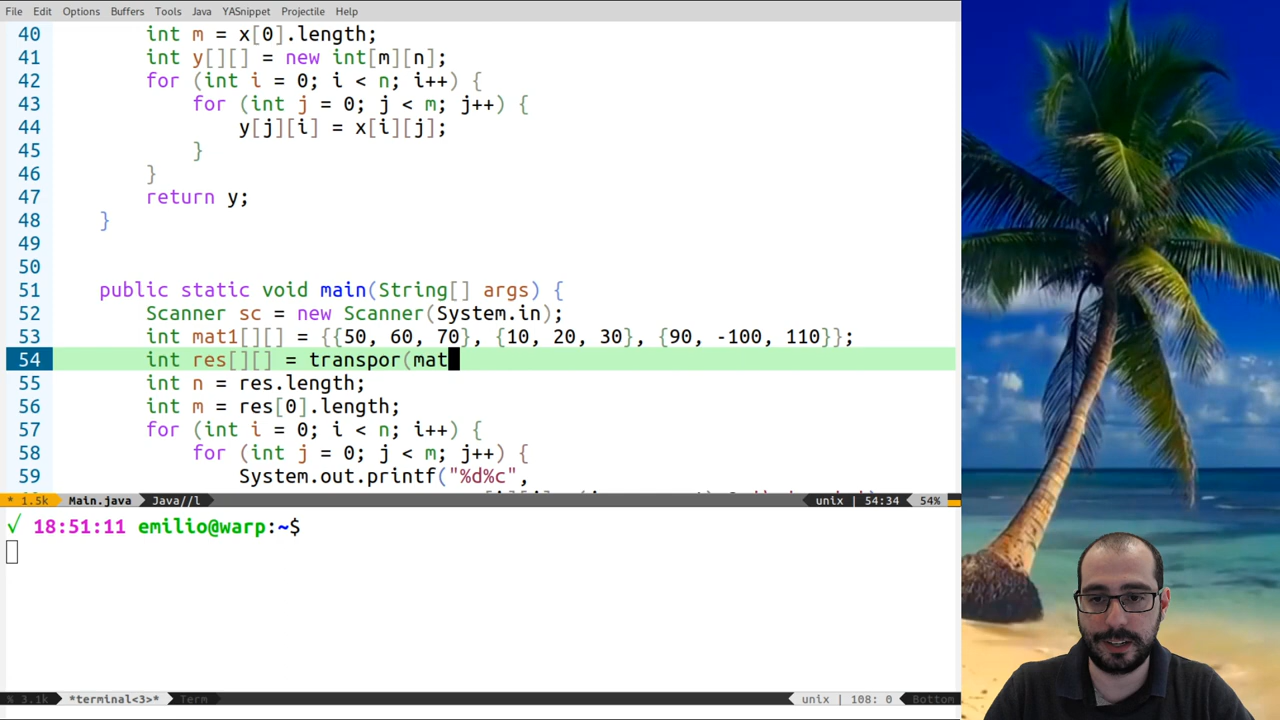 File Edit Options Buffers Tools Java YASnippet Projectile Help
40 int m = x[0].length;
41 int y[][] = new int[m][n];
42 for (int i = 0; i < n; i++) {
43 for (int j = 0; j < m; j++) {
44 y[j][i] = x[i][j];
45 }
46 }
47 return y;
48 }
49
50
51 public static void main(String[] args) {
52 Scanner sc = new Scanner(System.in);
53 int mat1[][] = {{50, 60, 70}, {10, 20, 30}, {90, -100, 110}};
54 int res[][] = transpor(mat
55 int n = res.length;
56 int m = res[0].length;
57 for (int i = 0; i < n; i++) {
58 for (int j = 0; j < m; j++) {
59 System.out.printf("%d%c",
* 1.5k Main.java Java//l unix | 54:34 54%
✓ 18:51:11 emilio@warp:~$
% 3.1k *terminal<3>* Term unix | 108: 0 Bottom